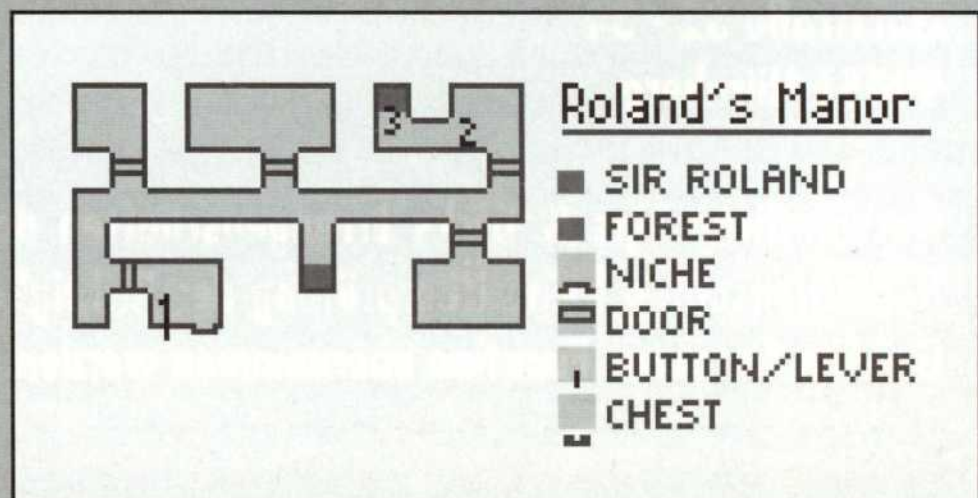 Roland's Manor
SIR ROLAND
FOREST
NICHE
DOOR
BUTTON/LEVER
CHEST
3
2
1